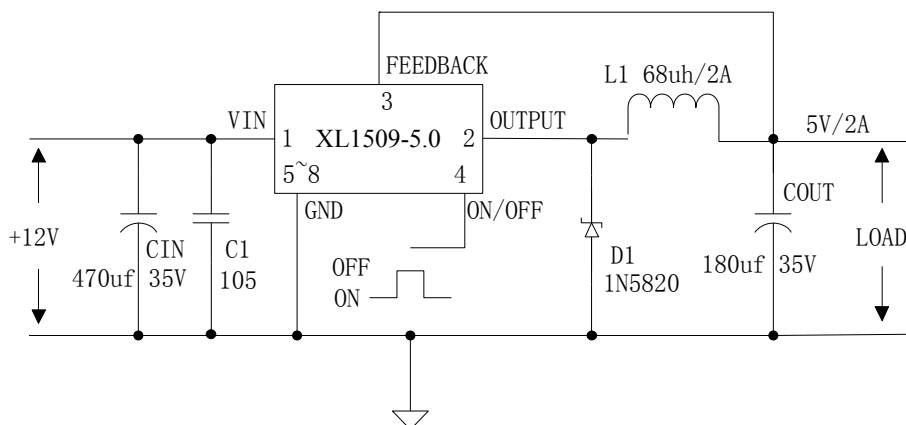 FEEDBACK
L1 68uh/2A
3
VIN
OUTPUT
5V/2A
1 XL1509-5.0 2
5~8
4
GND
ON/OFF
COUT
+12V
CIN
C1
OFF
D1
LOAD
470uf 35V
105
ON
1N5820
180uf 35V